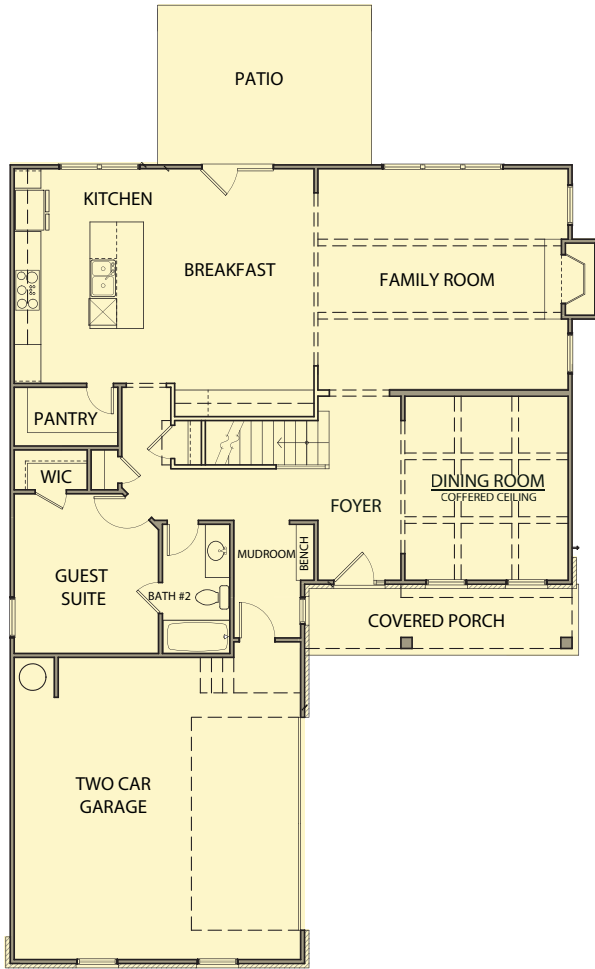 PATIO
KITCHEN
BREAKFAST
FAMILY ROOM
PANTRY
WIC
DINING ROOM
COFFERED CEILING
FOYER
MUDROOM
BENCH
GUEST
SUITE
BATH #2
COVERED PORCH
TWO CAR
GARAGE